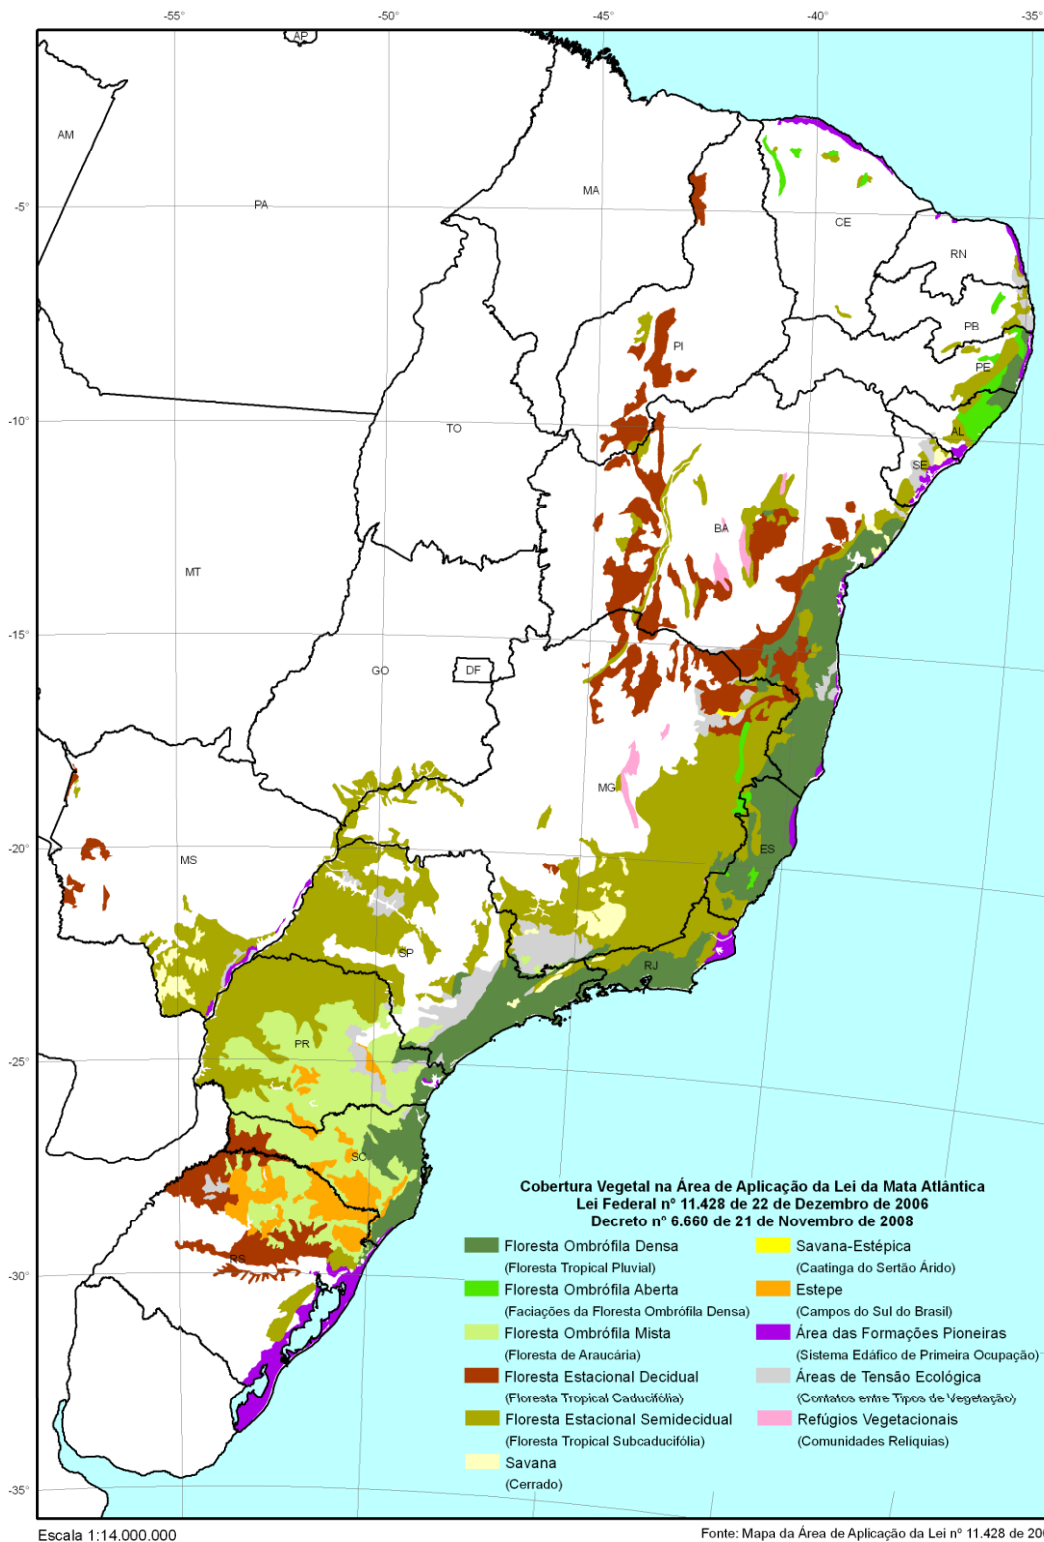 -55° -50° -45° -40° -35°
AP
AM
MA
PA
-5°
CE
RN
PB
PI
PE
-10°
TO
AL
SE
BA
MT
-15°
GO
DF
MG
-20°
MS
ES
SP
RJ
PR
-25°
SC
RS
-30°
-35°
Cobertura Vegetal na Área de Aplicação da Lei da Mata Atlântica
Lei Federal nº 11.428 de 22 de Dezembro de 2006
Decreto nº 6.660 de 21 de Novembro de 2008
Floresta Ombrófila Densa
(Floresta Tropical Pluvial)
Floresta Ombrófila Aberta
(Faciações da Floresta Ombrófila Densa)
Floresta Ombrófila Mista
(Floresta de Araucária)
Floresta Estacional Decidual
(Floresta Tropical Caducifólia)
Floresta Estacional Semidecidual
(Floresta Tropical Subcaducifólia)
Savana
(Cerrado)
Savana-Estépica
(Caatinga do Sertão Árido)
Estepe
(Campos do Sul do Brasil)
Área das Formações Pioneiras
(Sistema Edáfico de Primeira Ocupação)
Áreas de Tensão Ecológica
(Contatos entre Tipos de Vegetação)
Refúgios Vegetacionais
(Comunidades Relíquias)
Escala 1:14.000.000
Fonte: Mapa da Área de Aplicação da Lei nº 11.428 de 20